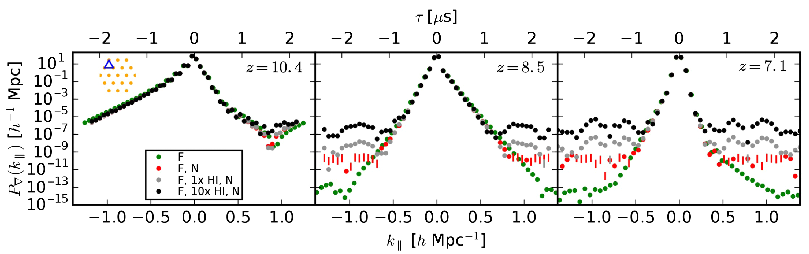 τ [μs]
−2 −1 0 1 2 −2 −1 0 1 2 −2 −1 0 1 2
z=10.4 z=8.5 z=7.1
10^1
10^-1
10^-3
10^-5
10^-7
10^-9
10^-11
10^-13
10^-15
P_∀(k_∥) [h^-1 Mpc]
F
F, N
F, 1x HI, N
F, 10x HI, N
−1.0 −0.5 0.0 0.5 1.0 −1.0 −0.5 0.0 0.5 1.0 −1.0 −0.5 0.0 0.5 1.0
k_∥ [h Mpc^-1]